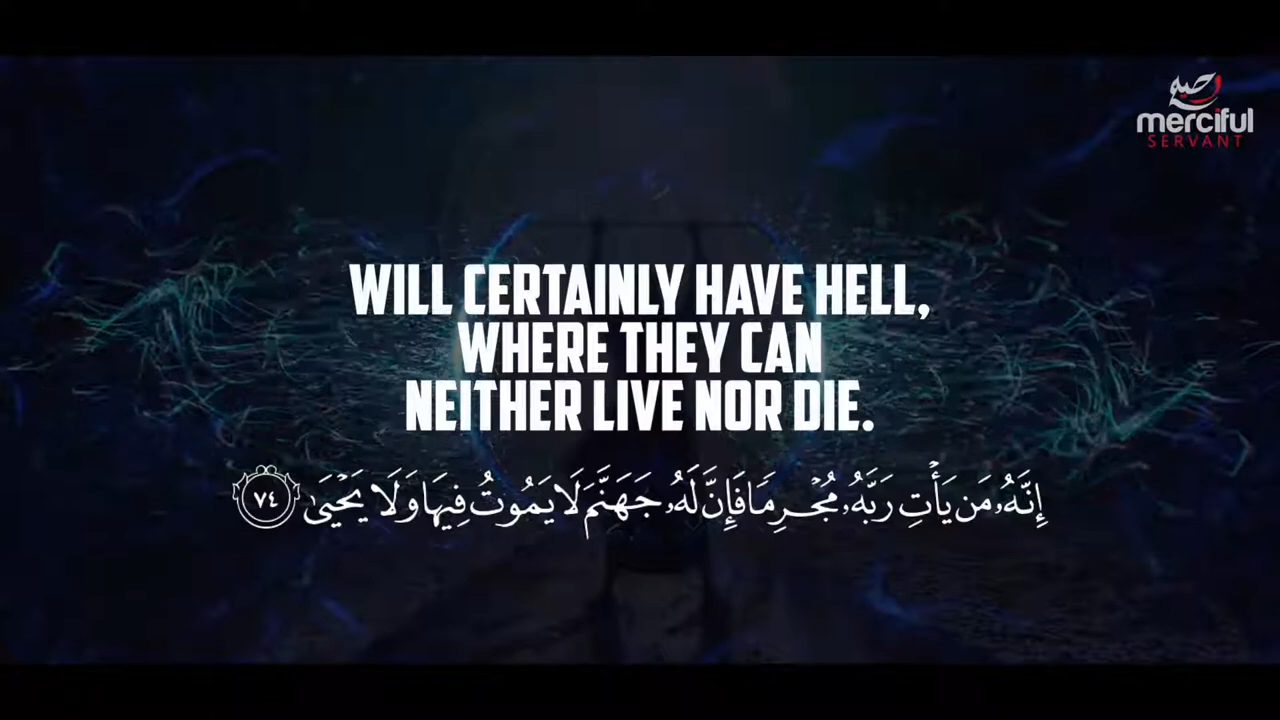 merciful
SERVANT
WILL CERTAINLY HAVE HELL,
WHERE THEY CAN
NEITHER LIVE NOR DIE.
إِنَّهُۥ مَن يَأْتِ رَبَّهُۥ مُجْرِمًا فَإِنَّ لَهُۥ جَهَنَّمَ لَا يَمُوتُ فِيهَا وَلَا يَحْيَىٰ ٧٤